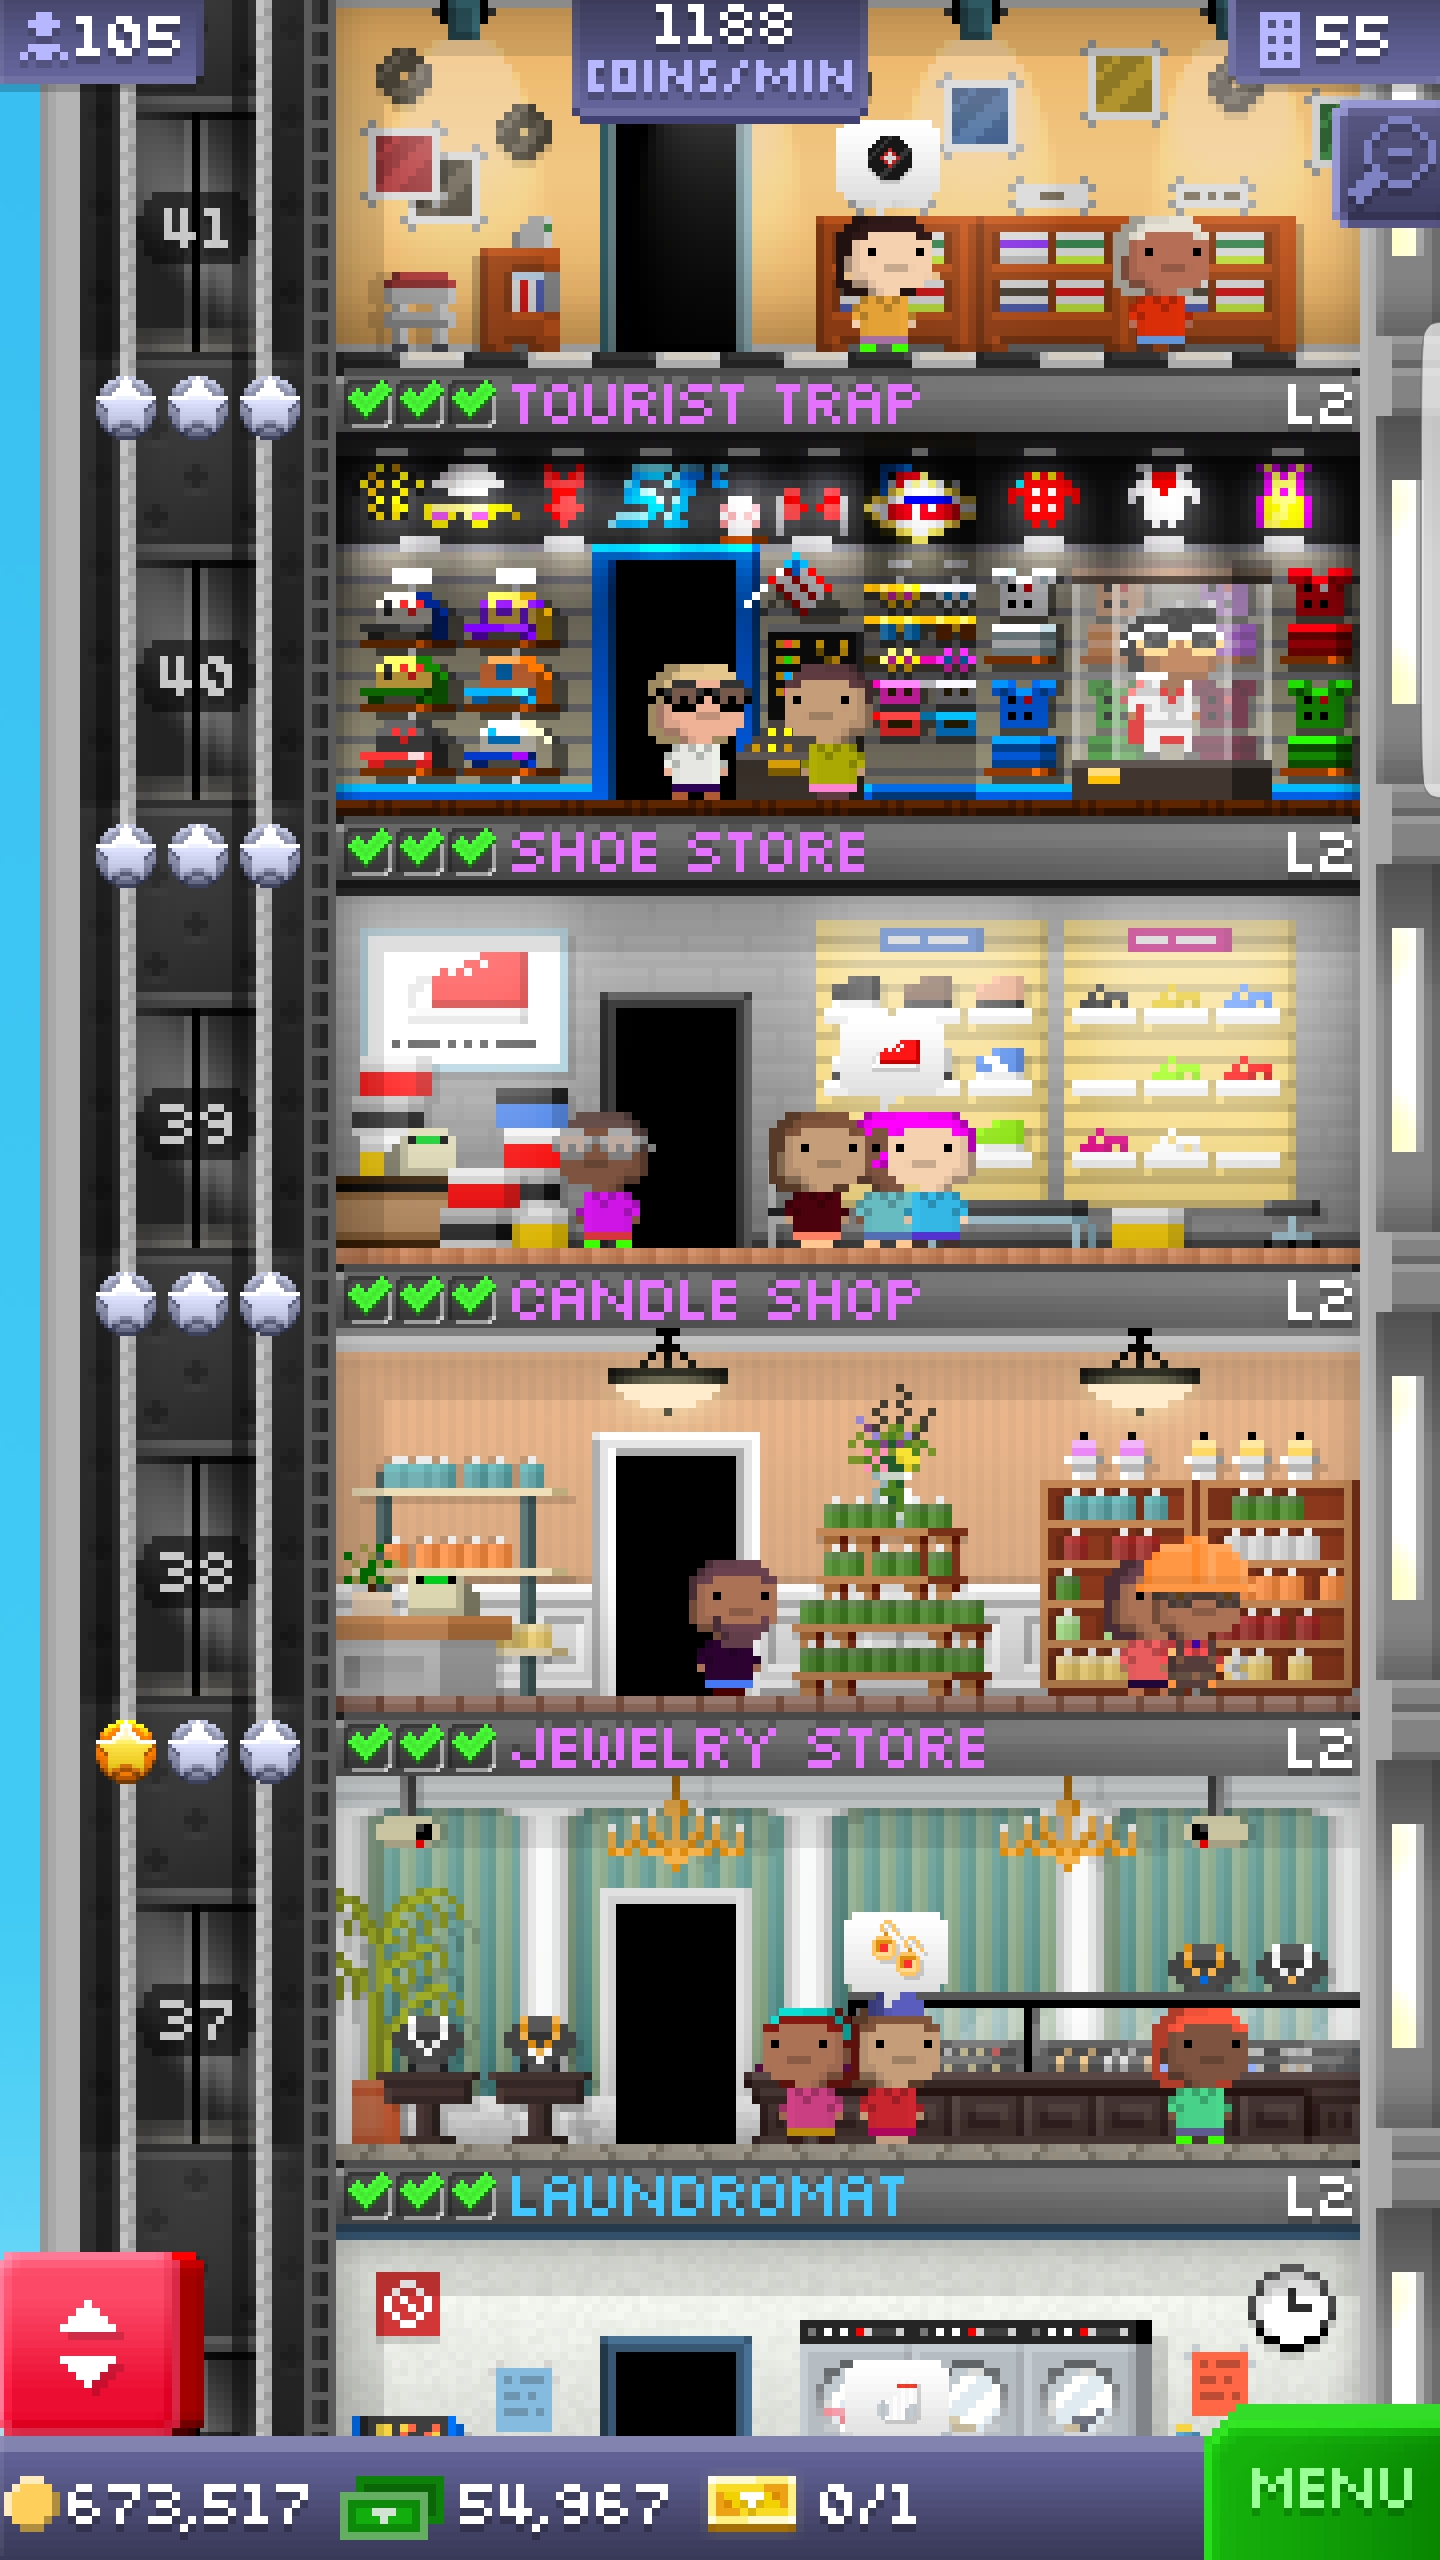 105
1188
COINS/MIN
55
41
TOURIST TRAP L2
40
SHOE STORE L2
39
CANDLE SHOP L2
38
JEWELRY STORE L2
37
LAUNDROMAT L2
673,517 54,967 0/1
MENU